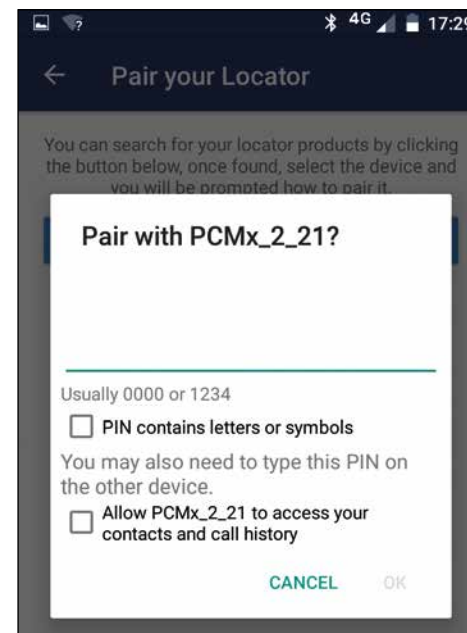 4G 17:29
Pair your Locator
You can search for your locator products by clicking
the button below, once found, select the device and
you will be prompted how to pair it.
Pair with PCMx_2_21?
Usually 0000 or 1234
PIN contains letters or symbols
You may also need to type this PIN on
the other device.
Allow PCMx_2_21 to access your
contacts and call history
CANCEL OK